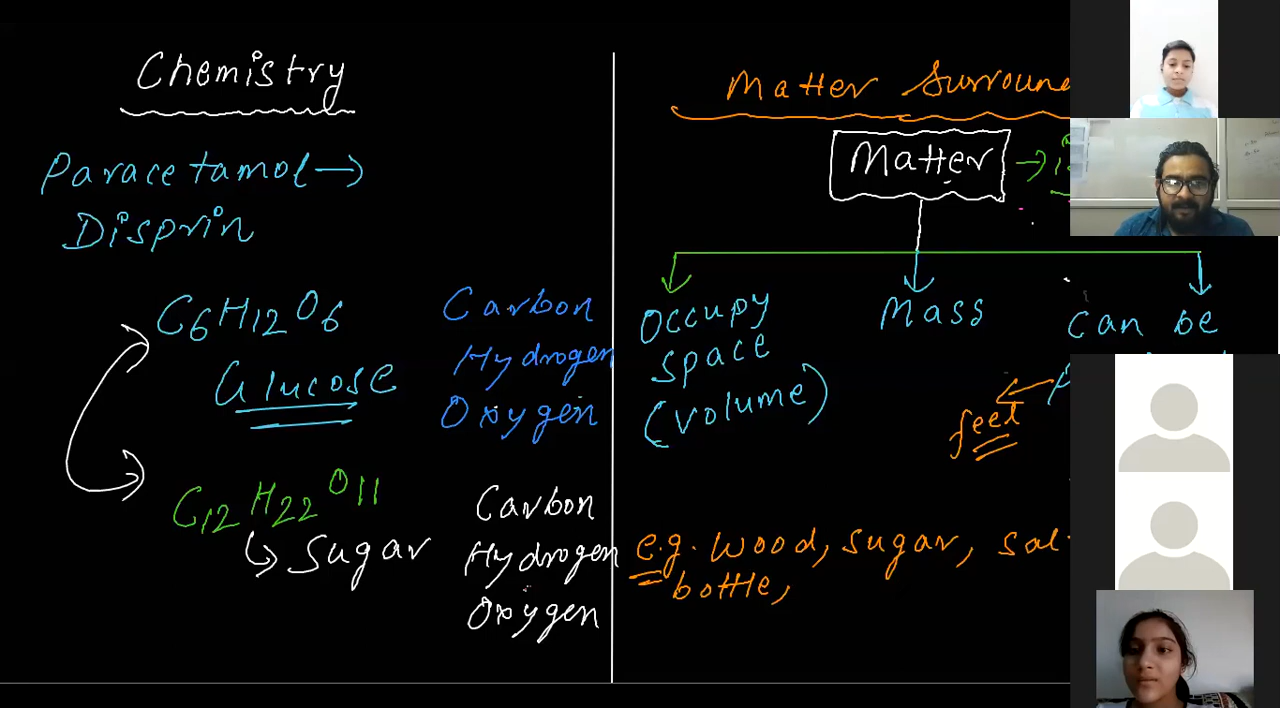 Chemistry
Paracetamol →
Disprin
C6H12O6
Glucose
Carbon
Hydrogen
Oxygen
C12H22O11
↳ Sugar
Carbon
Hydrogen
Oxygen
Matter Surroun
Matter →
Occupy
space
(volume)
Mass
Can be
feel
e.g. wood, sugar, sal
bottle,